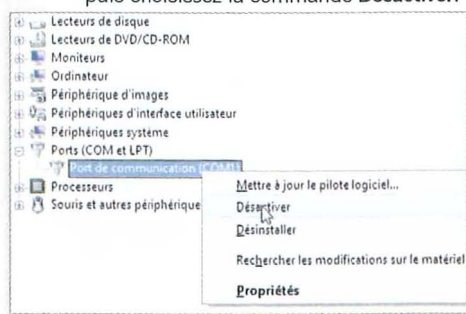 puis choisissez la commande Désactiver.
Lecteurs de disque
Lecteurs de DVD/CD-ROM
Moniteurs
Ordinateur
Périphérique d'images
Périphériques d'interface utilisateur
Périphériques système
Ports (COM et LPT)
Port de communication (COM1)
Processeurs
Souris et autres périphérique
Mettre à jour le pilote logiciel...
Désactiver
Désinstaller
Rechercher les modifications sur le matériel
Propriétés